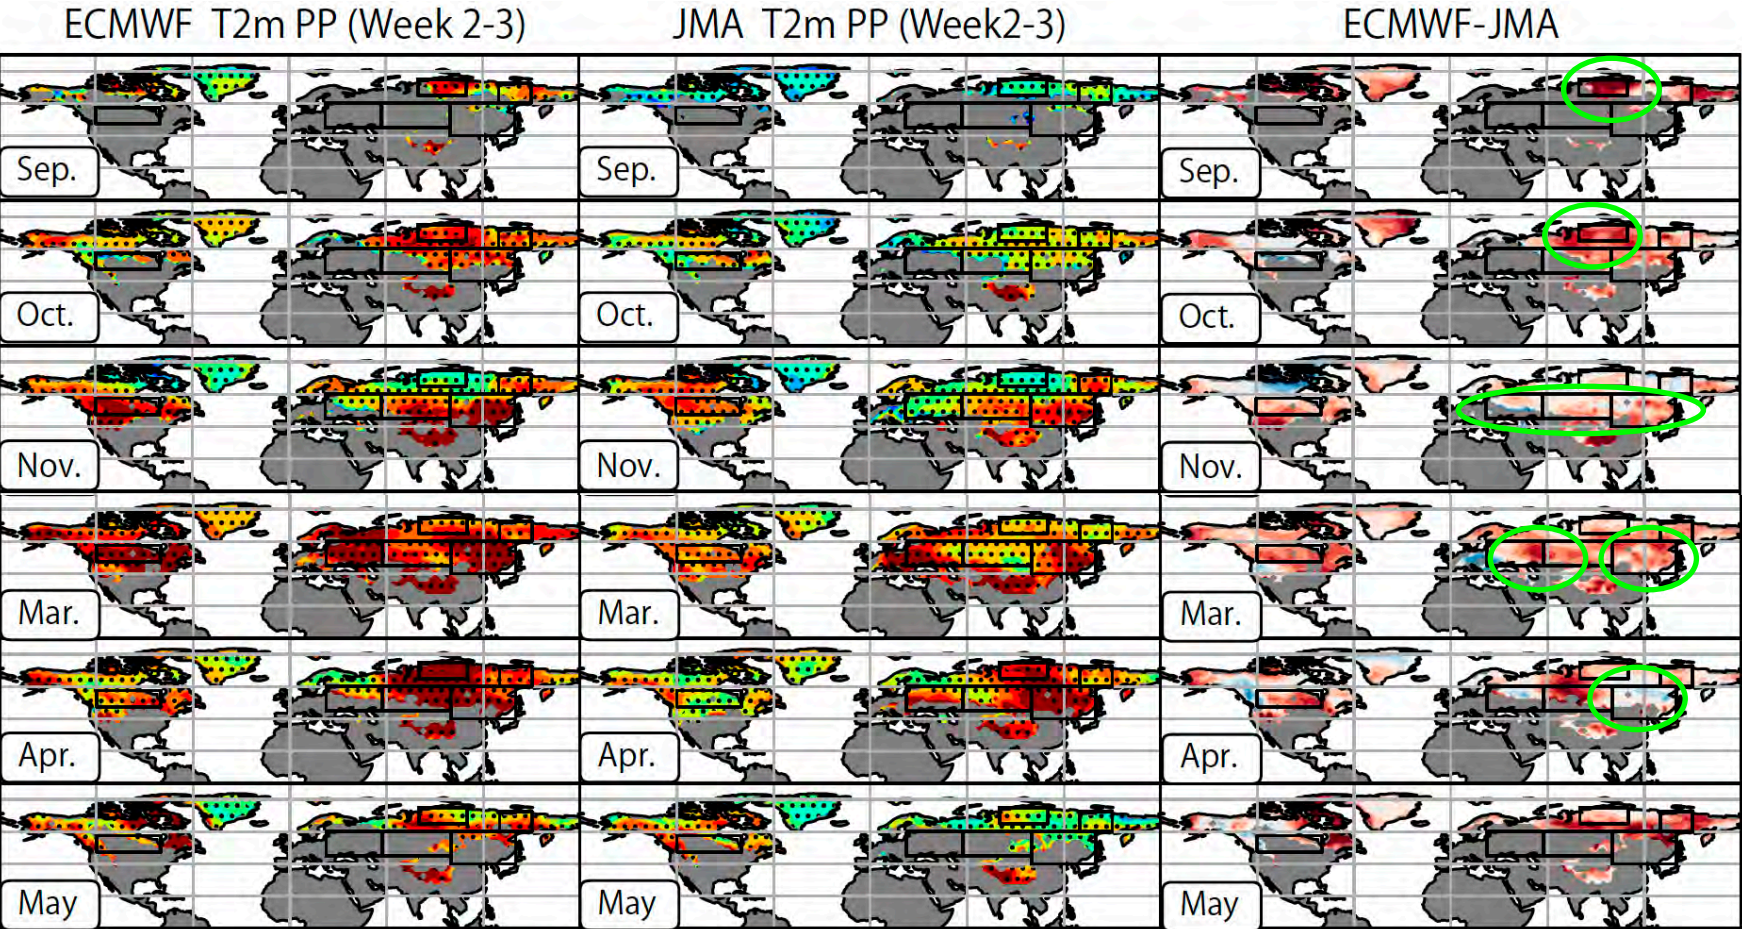 ECMWF T2m PP (Week 2-3) JMA T2m PP (Week2-3) ECMWF-JMA
Sep. Sep. Sep.
Oct. Oct. Oct.
Nov. Nov. Nov.
Mar. Mar. Mar.
Apr. Apr. Apr.
May May May